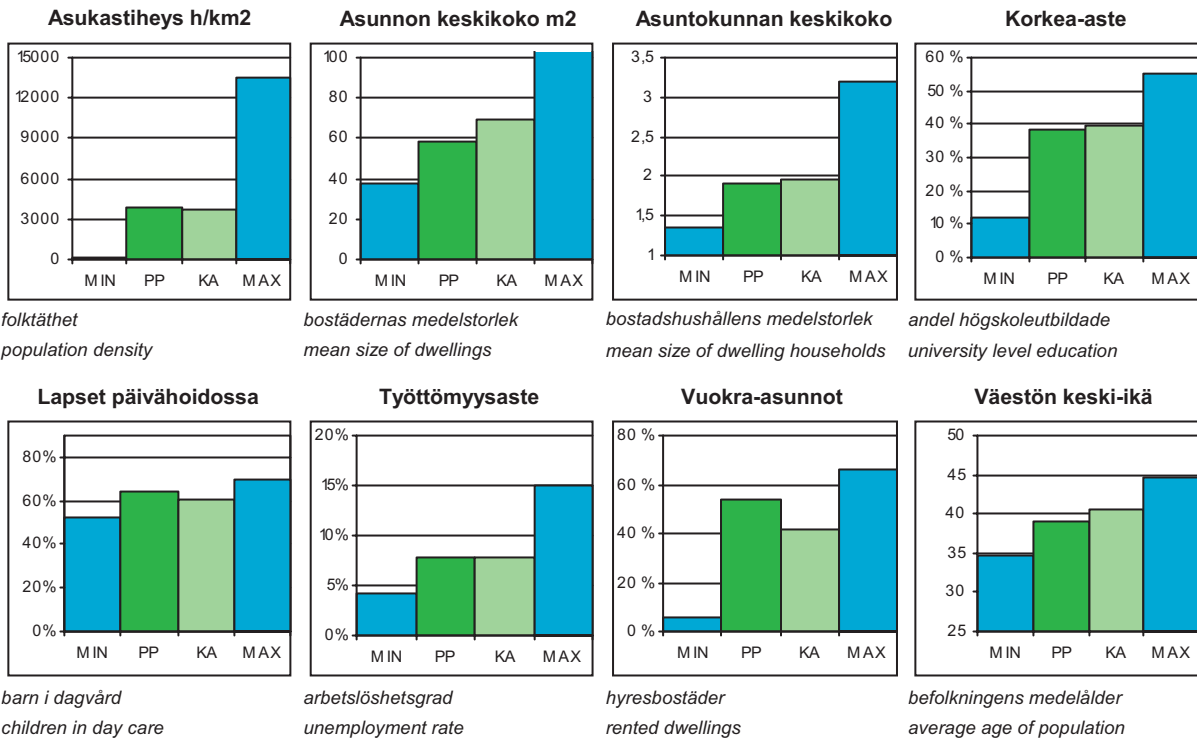 Asukastiheys h/km2
15000
12000
9000
6000
3000
0
MIN PP KA MAX
folktäthet
population density
Asunnon keskikoko m2
100
80
60
40
20
0
MIN PP KA MAX
bostädernas medelstorlek
mean size of dwellings
Asuntokunnan keskikoko
3,5
3
2,5
2
1,5
1
MIN PP KA MAX
bostadshushållens medelstorlek
mean size of dwelling households
Korkea-aste
60 %
50 %
40 %
30 %
20 %
10 %
0 %
MIN PP KA MAX
andel högskoleutbildade
university level education
Lapset päivähoidossa
80%
60%
40%
20%
0%
MIN PP KA MAX
barn i dagvård
children in day care
Työttömyysaste
20%
15%
10%
5%
0%
MIN PP KA MAX
arbetslöshetsgrad
unemployment rate
Vuokra-asunnot
80 %
60 %
40 %
20 %
0 %
MIN PP KA MAX
hyresbostäder
rented dwellings
Väestön keski-ikä
50
45
40
35
30
25
MIN PP KA MAX
befolkningens medelålder
average age of population